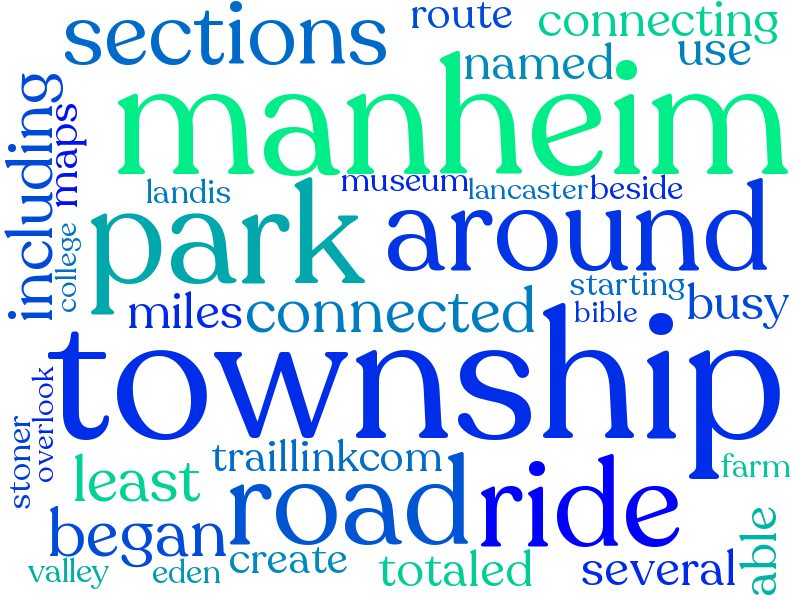 sections
route
connecting
named
use
including
maps
manheim
landis
museum
lancaster
beside
college
park
around
starting
miles
connected
bible
busy
township
stoner
overlook
traillinkcom
least
road
ride
farm
began
create
totaled
several
able
valley
eden